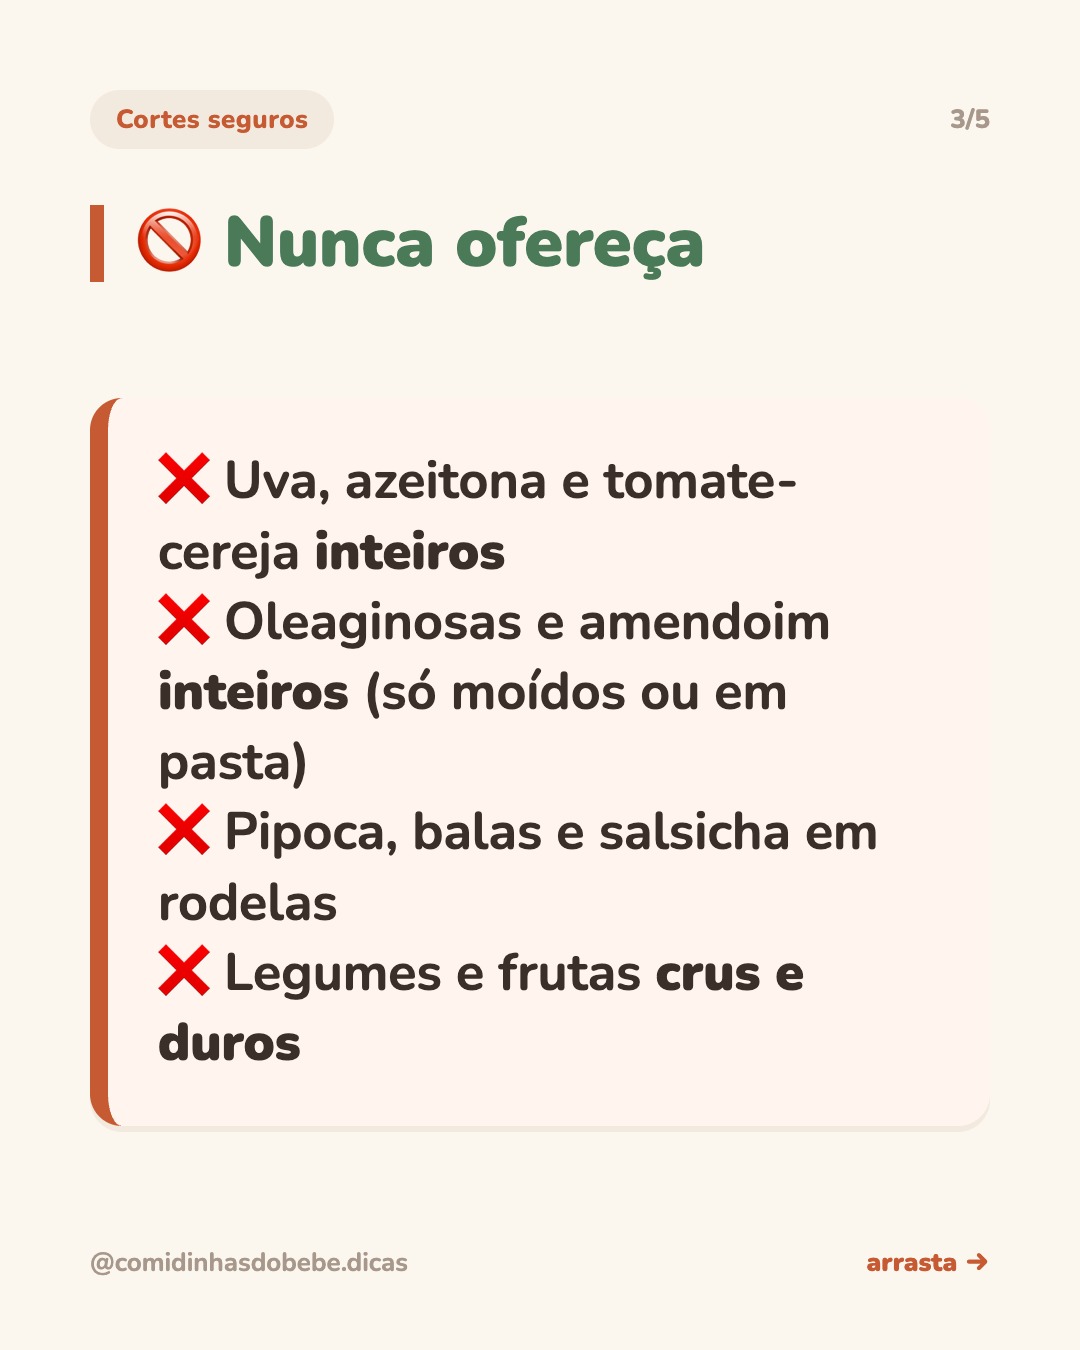 Cortes seguros
3/5
🚫 Nunca ofereça
❌ Uva, azeitona e tomate-
cereja inteiros
❌ Oleaginosas e amendoim
inteiros (só moídos ou em
pasta)
❌ Pipoca, balas e salsicha em
rodelas
❌ Legumes e frutas crus e
duros
@comidinhasdobebe.dicas
arrasta →